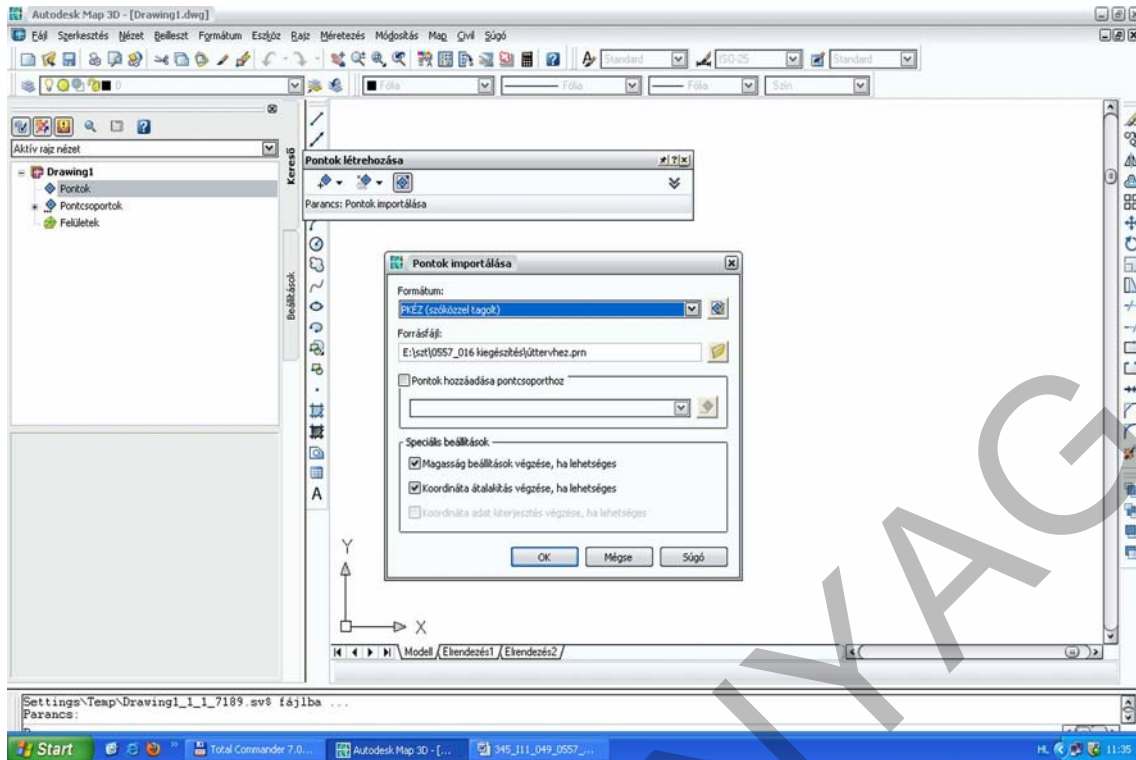 Autodesk Map 3D - [Drawing1.dwg]
Fájl Szerkesztés Nézet Beilleszt Formátum Eszköz Rajz Méretezés Módosítás Map Civil Súgó
Standard ISO-25 Standard
0 Fólia Fólia Fólia Szín
Aktív rajz nézet
Drawing1
Pontok
Pontcsoportok
Felületek
Kereső
Beállítások
Pontok létrehozása
Parancs: Pontok importálása
Pontok importálása
Formátum:
PKÉZ (szóközzel tagolt)
Forrásfájl:
E:\szt\0557_016 kiegészítés\úttervhez.prn
Pontok hozzáadása pontcsoporthoz
Speciális beállítások
Magasság beállítások végzése, ha lehetséges
Koordináta átalakítás végzése, ha lehetséges
Koordináta adat kiterjesztés végzése, ha lehetséges
OK Mégse Súgó
A
Y
X
Modell Elrendezés1 Elrendezés2
Settings\Temp\Drawing1_1_1_7189.sv$ fájlba ...
Parancs:
Start Total Commander 7.0... Autodesk Map 3D - [... 345_I11_049_0557_... HL 11:35
NYAG